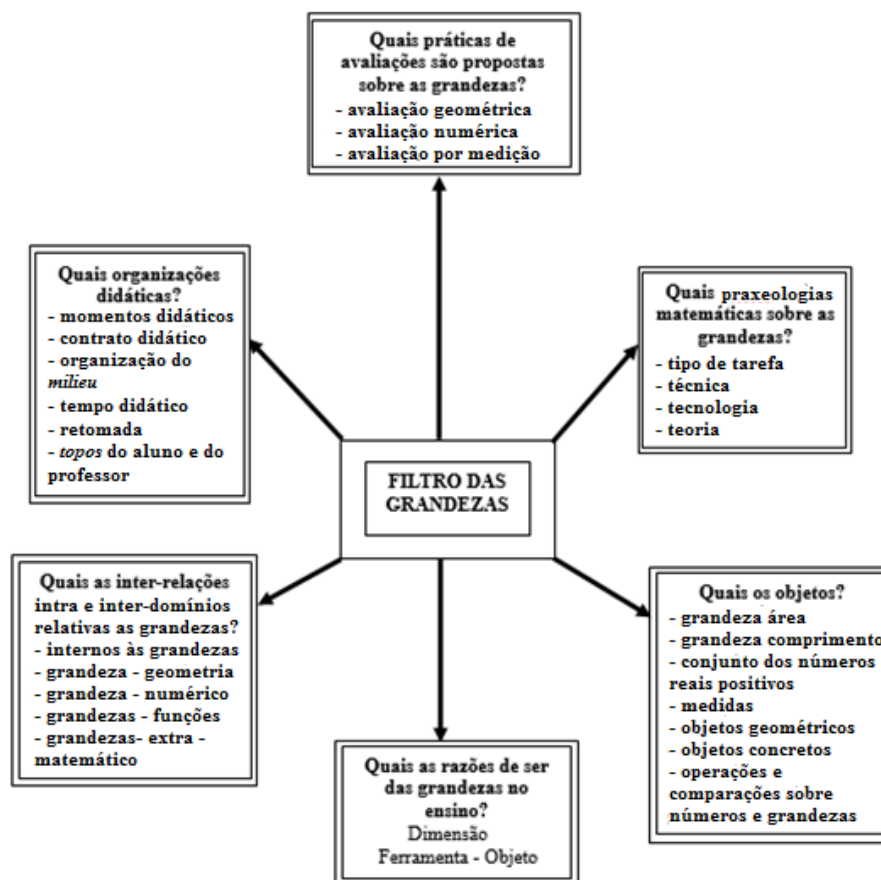 Quais práticas de
avaliações são propostas
sobre as grandezas?
- avaliação geométrica
- avaliação numérica
- avaliação por medição
Quais organizações
didáticas?
- momentos didáticos
- contrato didático
- organização do
milieu
- tempo didático
- retomada
- topos do aluno e do
professor
Quais praxeologias
matemáticas sobre as
grandezas?
- tipo de tarefa
- técnica
- tecnologia
- teoria
FILTRO DAS
GRANDEZAS
Quais as inter-relações
intra e inter-domínios
relativas as grandezas?
- internos às grandezas
- grandeza - geometria
- grandeza - numérico
- grandezas - funções
- grandezas- extra -
matemático
Quais as razões de ser
das grandezas no
ensino?
Dimensão
Ferramenta - Objeto
Quais os objetos?
- grandeza área
- grandeza comprimento
- conjunto dos números
reais positivos
- medidas
- objetos geométricos
- objetos concretos
- operações e
comparações sobre
números e grandezas